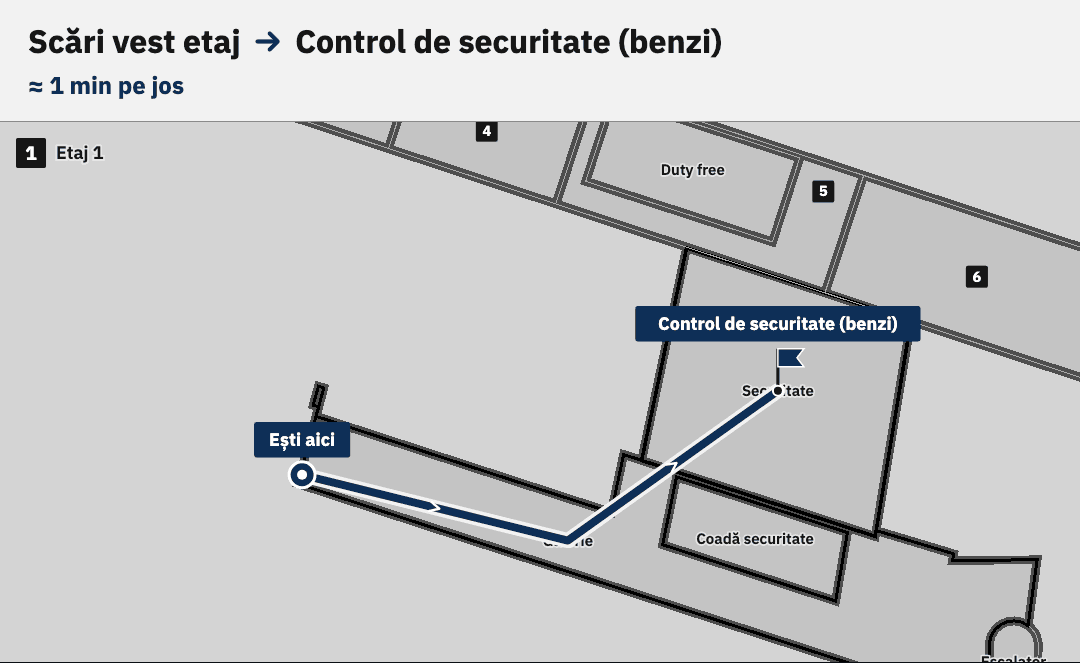 Scări vest etaj → Control de securitate (benzi)
≈ 1 min pe jos
1 Etaj 1
4
Duty free
5
6
Control de securitate (benzi)
Ești aici
Coadă securitate
Escalator